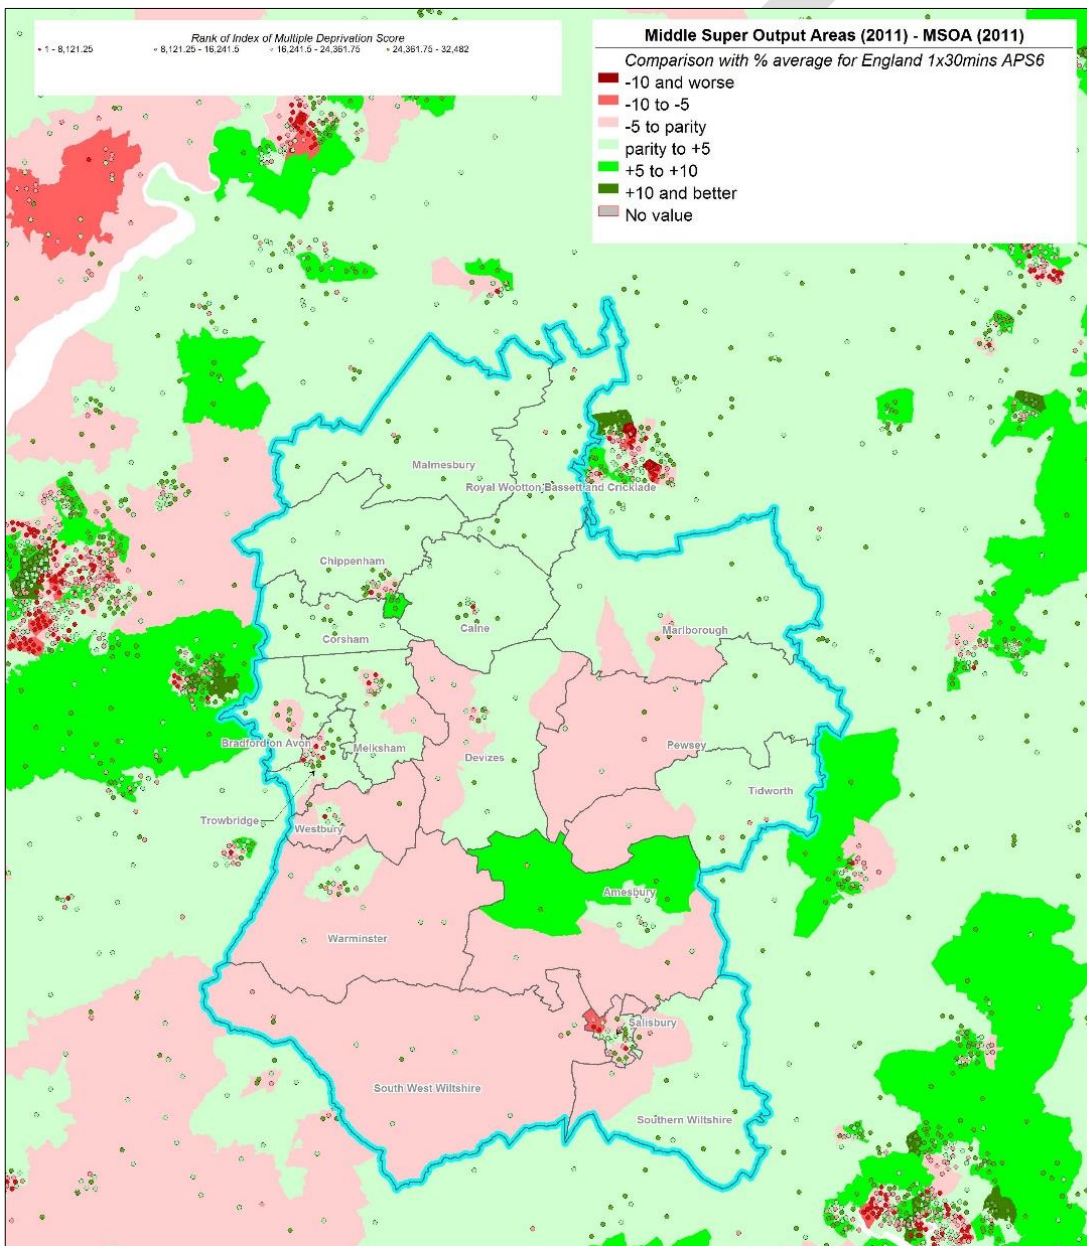 Rank of Index of Multiple Deprivation Score
1 - 8,121.25 8,121.25 - 16,241.5 16,241.5 - 24,361.75 24,361.75 - 32,482
Middle Super Output Areas (2011) - MSOA (2011)
Comparison with % average for England 1x30mins APS6
-10 and worse
-10 to -5
-5 to parity
parity to +5
+5 to +10
+10 and better
No value
Malmesbury
Royal Wootton Bassett and Cricklade
Chippenham
Calne
Corsham
Marlborough
Bradford on Avon
Melksham
Devizes
Pewsey
Tidworth
Trowbridge
Westbury
Amesbury
Warminster
Salisbury
South West Wiltshire
Southern Wiltshire